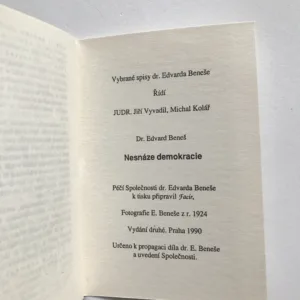 Vybrané spisy dr. Edvarda Beneše
Řídí
JUDR. Jiří Vyvadil, Michal Kolář
Dr. Edvard Beneš
Nesnáze demokracie
Péčí Společnosti dr. Edvarda Beneše
k tisku připravil
Fotografie E. Beneše z r. 1924
Vydání druhé. Praha 1990
Určeno k propagaci díla dr. E. Beneše
a uvedení Společnosti.